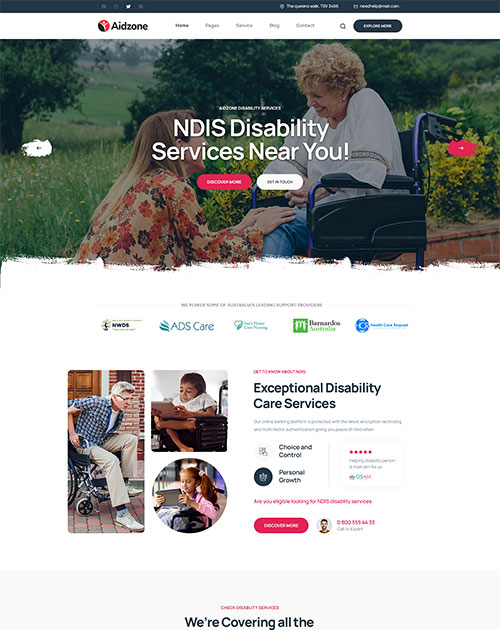 The queens walk, TSV 3456
needhelp@mail.com
Aidzone
Home Pages Service Blog Contact
EXPLORE MORE
AIDZONE DISABILITY SERVICES
NDIS Disability
Services Near You!
DISCOVER MORE
GET IN TOUCH
WE POWER SOME OF AUSTRALIA'S LEADING SUPPORT PROVIDERS
NWDS
ADS Care
Sue's Home
Care Nursing
Barnardos
Australia
Health Care Request
GET TO KNOW ABOUT NDIS
Exceptional Disability
Care Services
Our online banking platform is protected with the latest encryption technology
and multi-factor authentication giving you peace of mind when
Choice and
Control
Personal
Growth
Helping disability person
is main aim for us
Are you eligible looking for NDIS disability services
DISCOVER MORE
0 800 555 44 33
Call to Expert
CHECK DISABILITY SERVICES
We're Covering all the